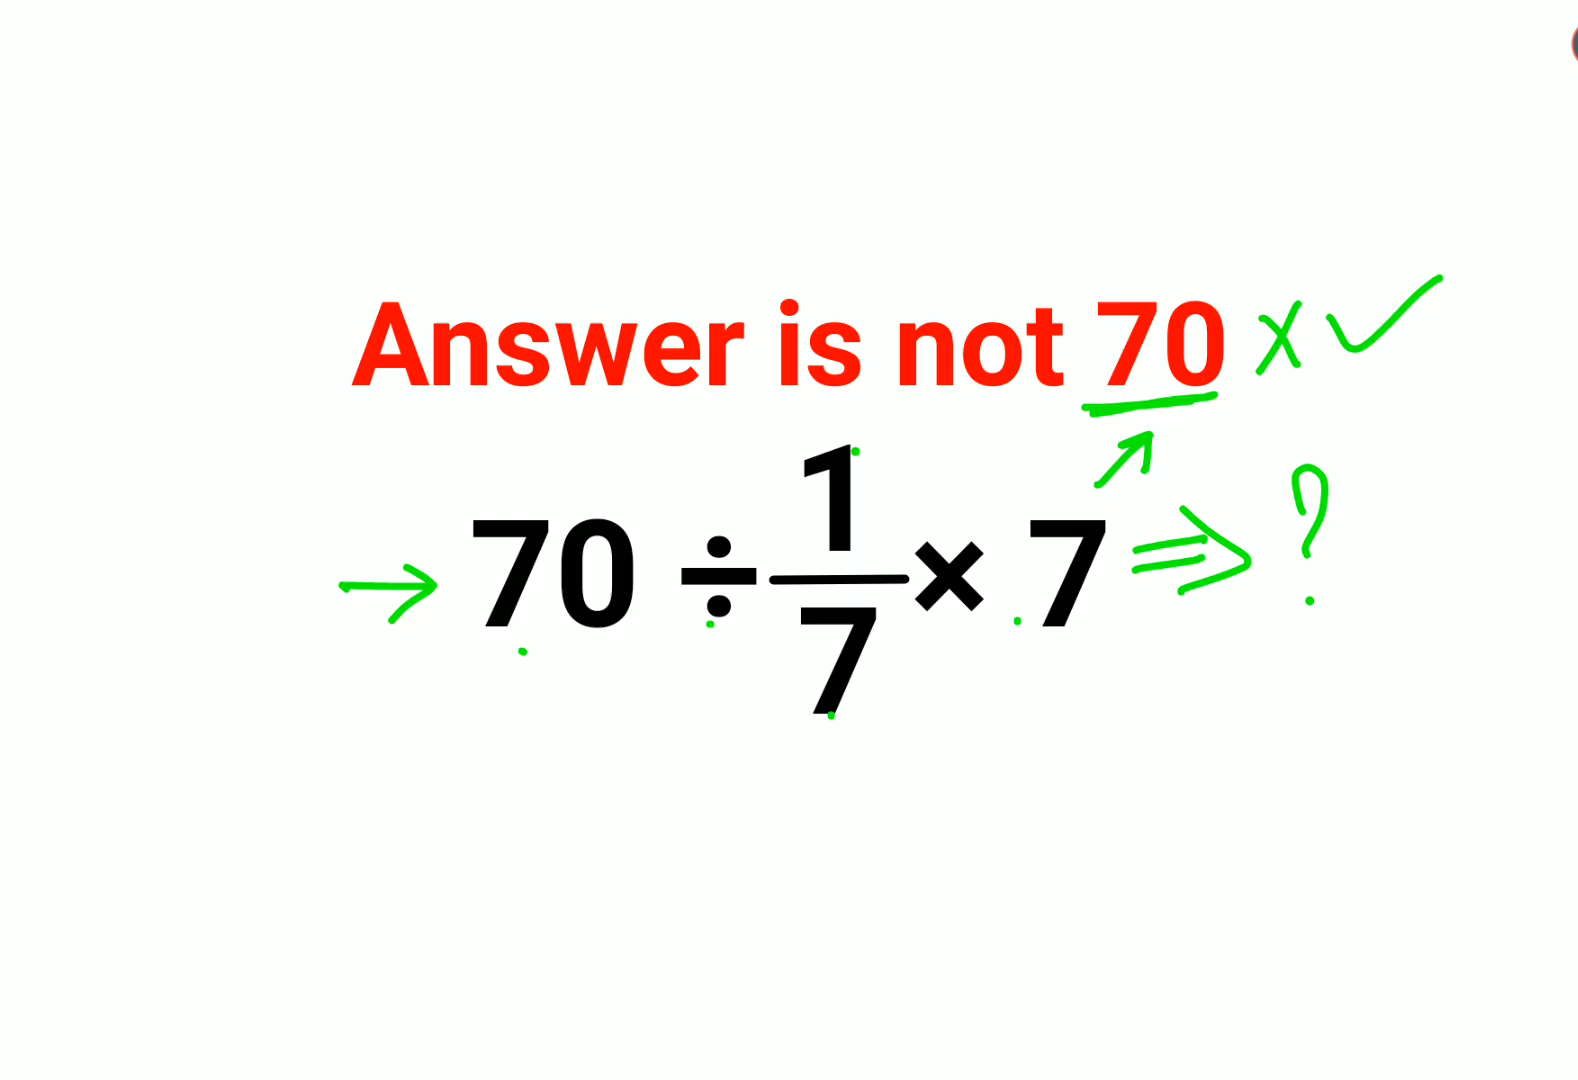 Answer is not 70 × ✓
→ 70 ÷ 1/7 × 7 ⇒ ?